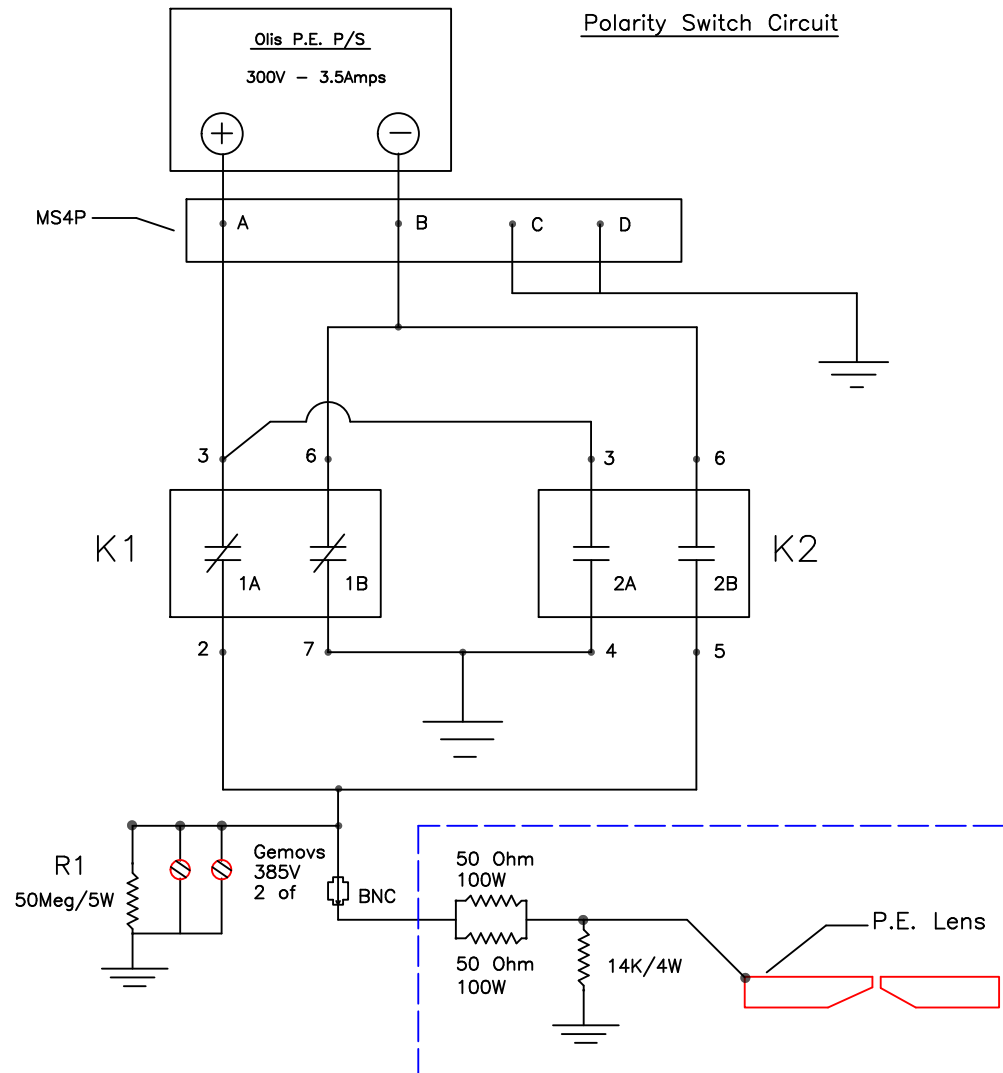 Polarity Switch Circuit
Olis P.E. P/S
300V - 3.5Amps
+
−
MS4P
A
B
C
D
3
6
3
6
K1
1A
1B
2A
2B
K2
2
7
4
5
R1
50Meg/5W
Gemovs
385V
2 of
BNC
50 Ohm
100W
50 Ohm
100W
14K/4W
P.E. Lens